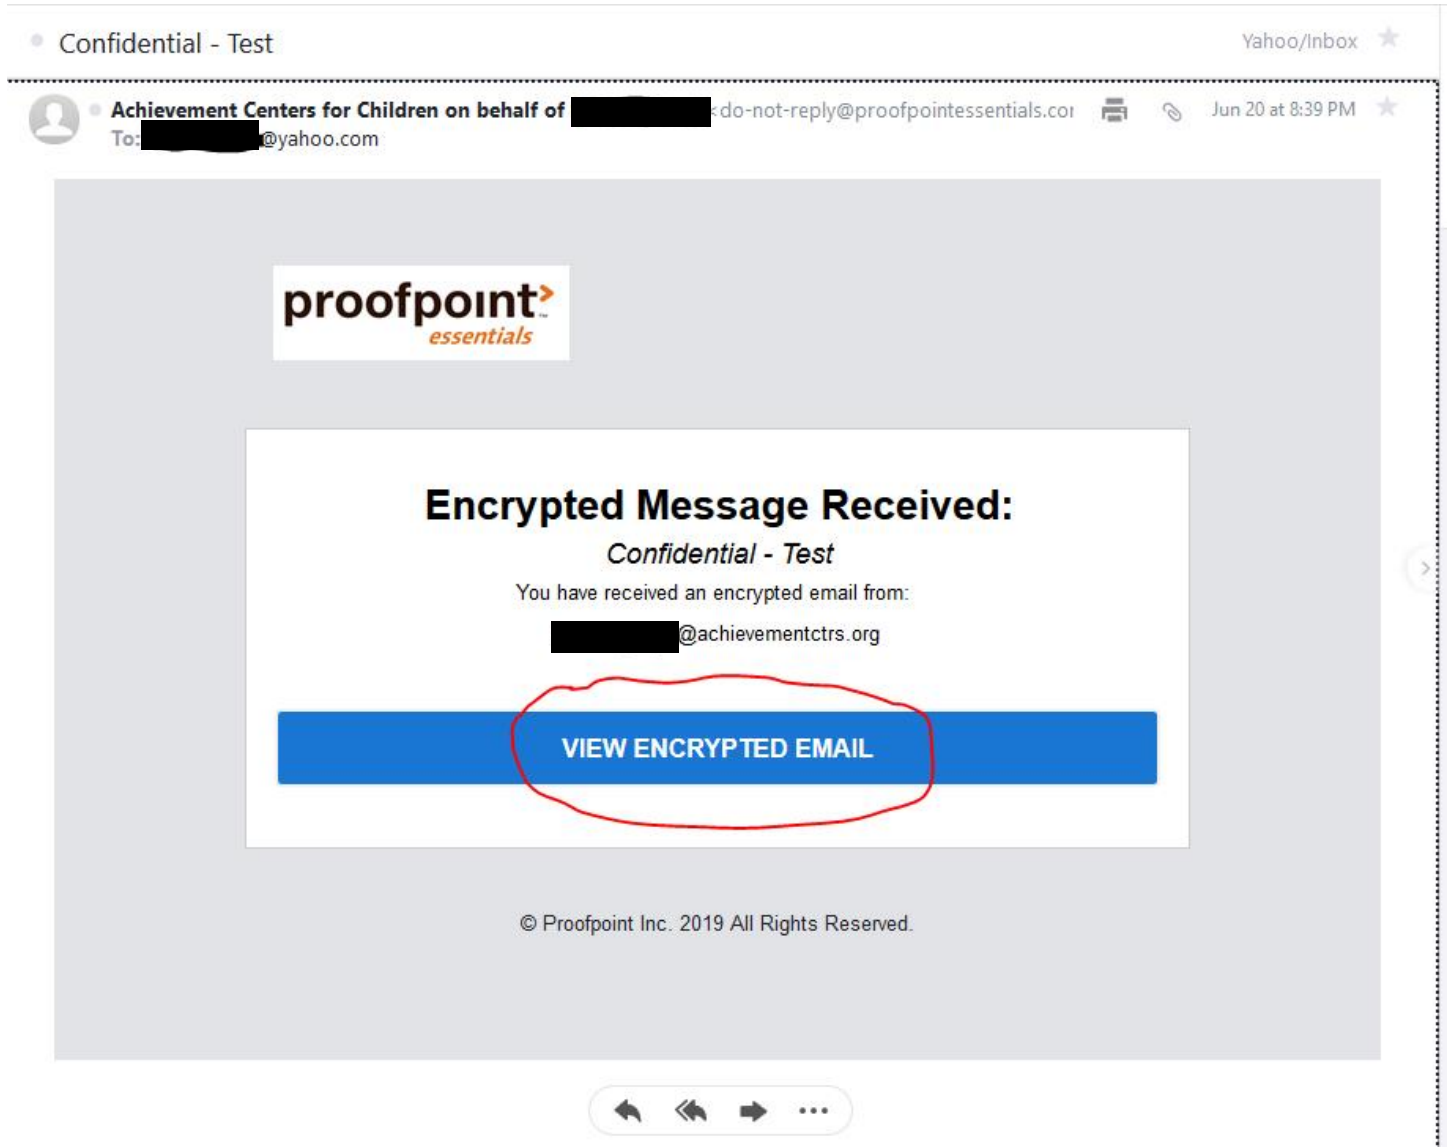 Confidential - Test
Yahoo/Inbox
Achievement Centers for Children on behalf of <do-not-reply@proofpointessentials.cor
Jun 20 at 8:39 PM
To: @yahoo.com
proofpoint>™
essentials
Encrypted Message Received:
Confidential - Test
You have received an encrypted email from:
@achievementctrs.org
VIEW ENCRYPTED EMAIL
© Proofpoint Inc. 2019 All Rights Reserved.